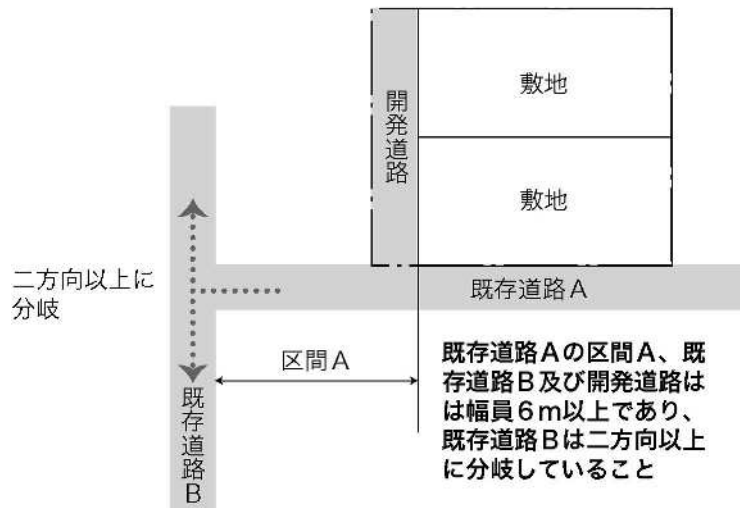 開発道路
敷地
敷地
二方向以上に
分岐
既存道路A
区間A
既存道路B
既存道路Aの区間A、既
存道路B及び開発道路は
は幅員6m以上であり、
既存道路Bは二方向以上
に分岐していること